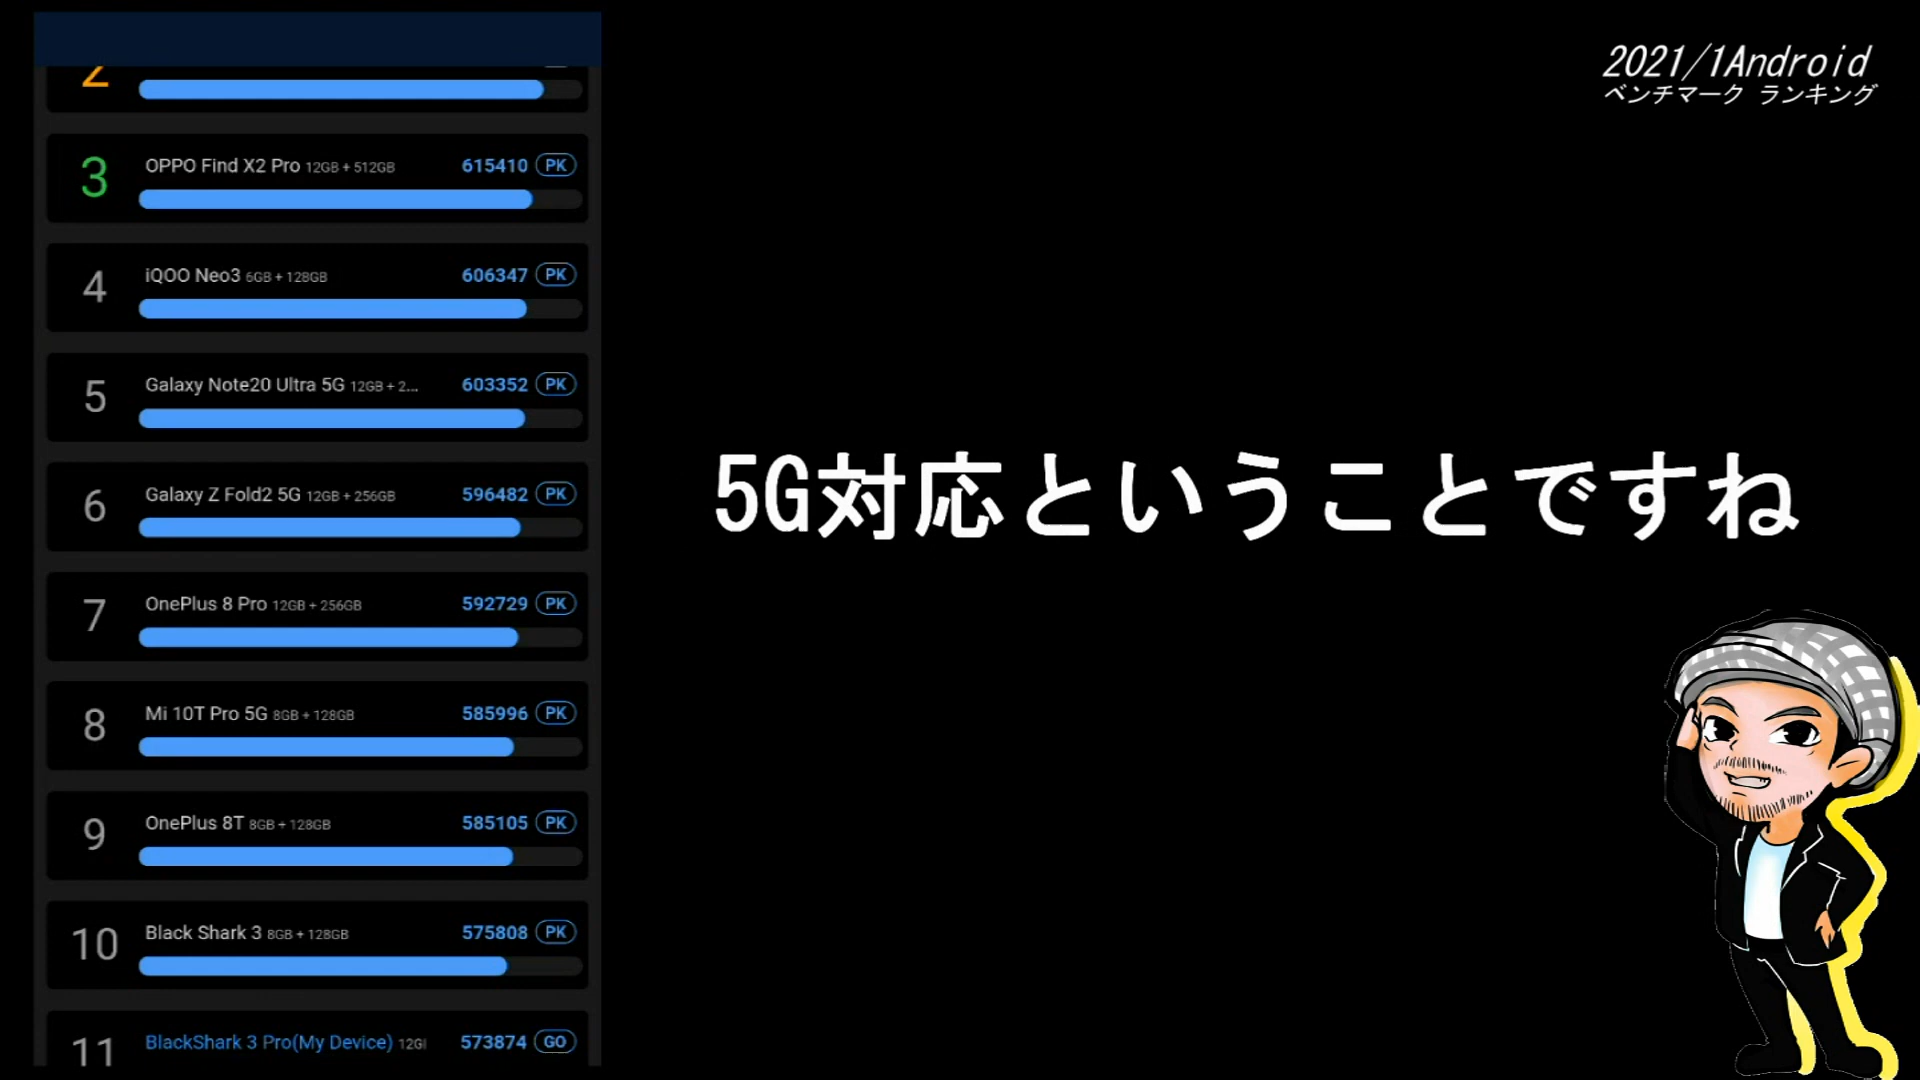 2021/1Android
ベンチマーク ランキング
2
3 OPPO Find X2 Pro 12GB + 512GB 615410 PK
4 iQOO Neo3 6GB + 128GB 606347 PK
5 Galaxy Note20 Ultra 5G 12GB + 2... 603352 PK
6 Galaxy Z Fold2 5G 12GB + 256GB 596482 PK
7 OnePlus 8 Pro 12GB + 256GB 592729 PK
8 Mi 10T Pro 5G 8GB + 128GB 585996 PK
9 OnePlus 8T 8GB + 128GB 585105 PK
10 Black Shark 3 8GB + 128GB 575808 PK
11 BlackShark 3 Pro(My Device) 12G 573874 GO
5G対応ということですね